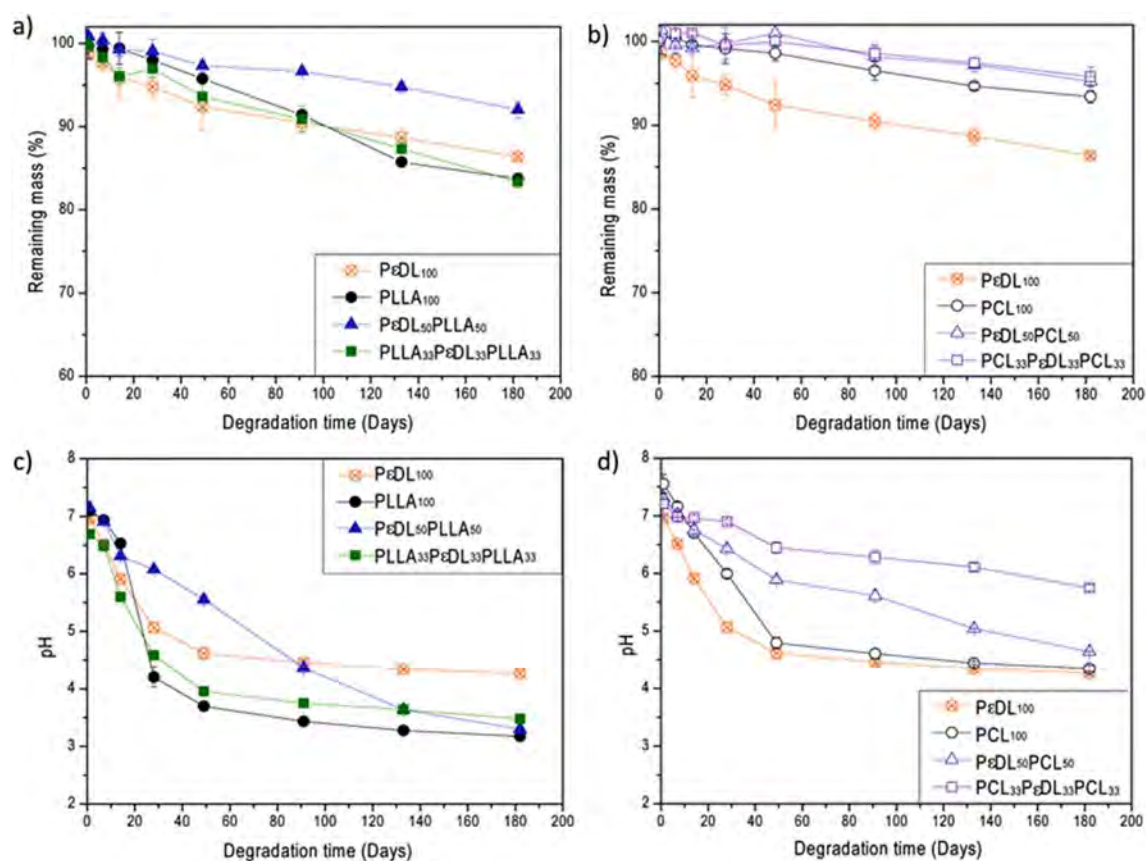 a)
100
90
80
70
60
Remaining mass (%)
PεDL₁₀₀
PLLA₁₀₀
PεDL₅₀PLLA₅₀
PLLA₃₃PεDL₃₃PLLA₃₃
0 20 40 60 80 100 120 140 160 180 200
Degradation time (Days)
b)
100
90
80
70
60
Remaining mass (%)
PεDL₁₀₀
PCL₁₀₀
PεDL₅₀PCL₅₀
PCL₃₃PεDL₃₃PCL₃₃
0 20 40 60 80 100 120 140 160 180 200
Degradation time (Days)
c)
8
7
6
5
4
3
2
pH
PεDL₁₀₀
PLLA₁₀₀
PεDL₅₀PLLA₅₀
PLLA₃₃PεDL₃₃PLLA₃₃
0 20 40 60 80 100 120 140 160 180 200
Degradation time (Days)
d)
8
7
6
5
4
3
2
pH
PεDL₁₀₀
PCL₁₀₀
PεDL₅₀PCL₅₀
PCL₃₃PεDL₃₃PCL₃₃
0 20 40 60 80 100 120 140 160 180 200
Degradation time (Days)